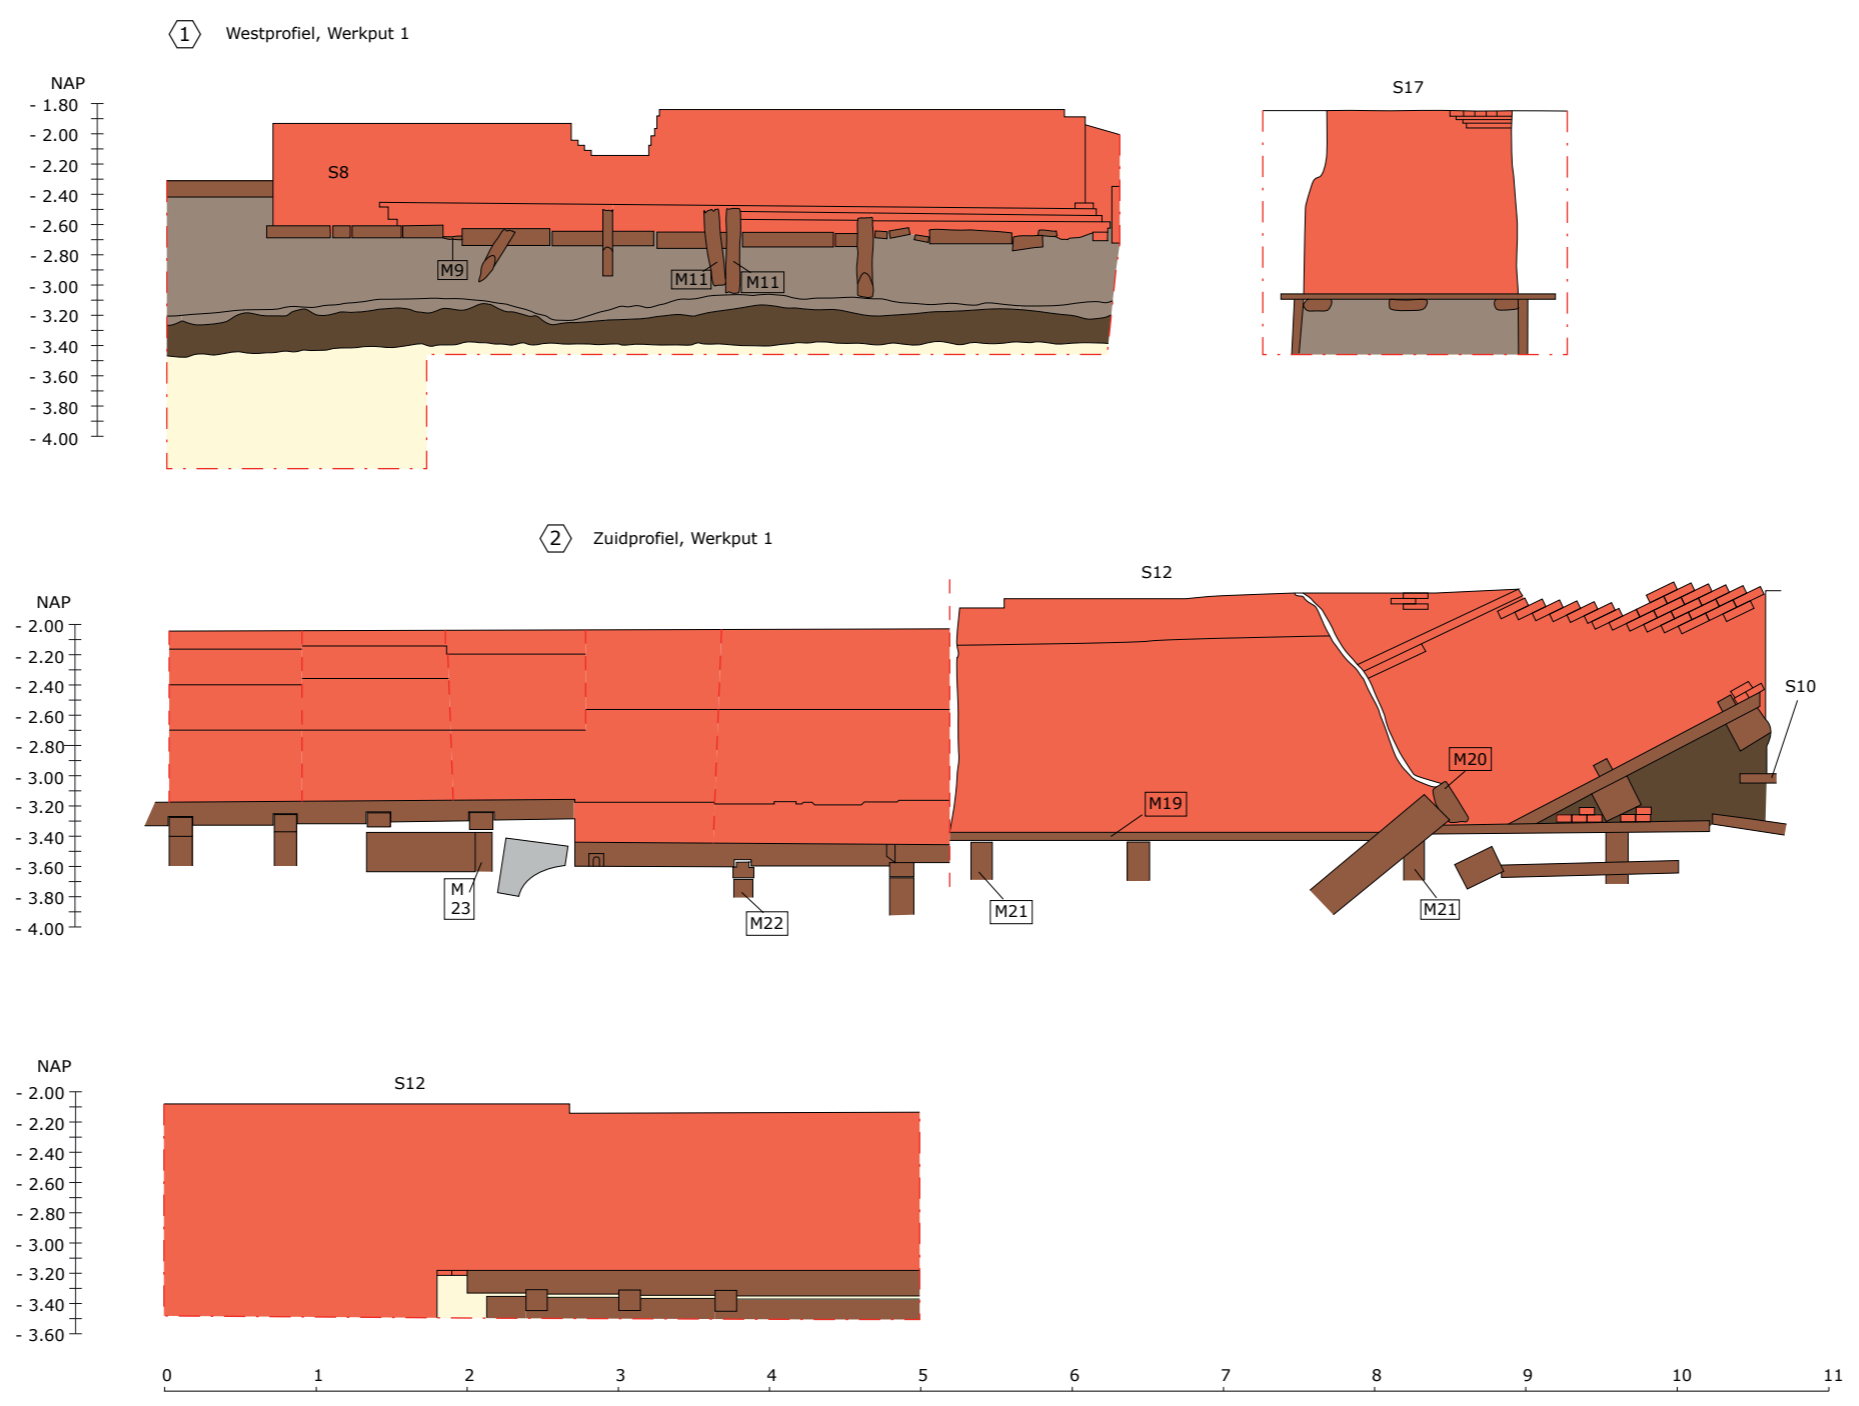 1 Westprofiel, Werkput 1
NAP
- 1.80
- 2.00
- 2.20
- 2.40
- 2.60
- 2.80
- 3.00
- 3.20
- 3.40
- 3.60
- 3.80
- 4.00
S8
M9
M11
M11
S17
2 Zuidprofiel, Werkput 1
NAP
- 2.00
- 2.20
- 2.40
- 2.60
- 2.80
- 3.00
- 3.20
- 3.40
- 3.60
- 3.80
- 4.00
S12
S10
M20
M19
M
23
M22
M21
M21
NAP
- 2.00
- 2.20
- 2.40
- 2.60
- 2.80
- 3.00
- 3.20
- 3.40
- 3.60
S12
0 1 2 3 4 5 6 7 8 9 10 11